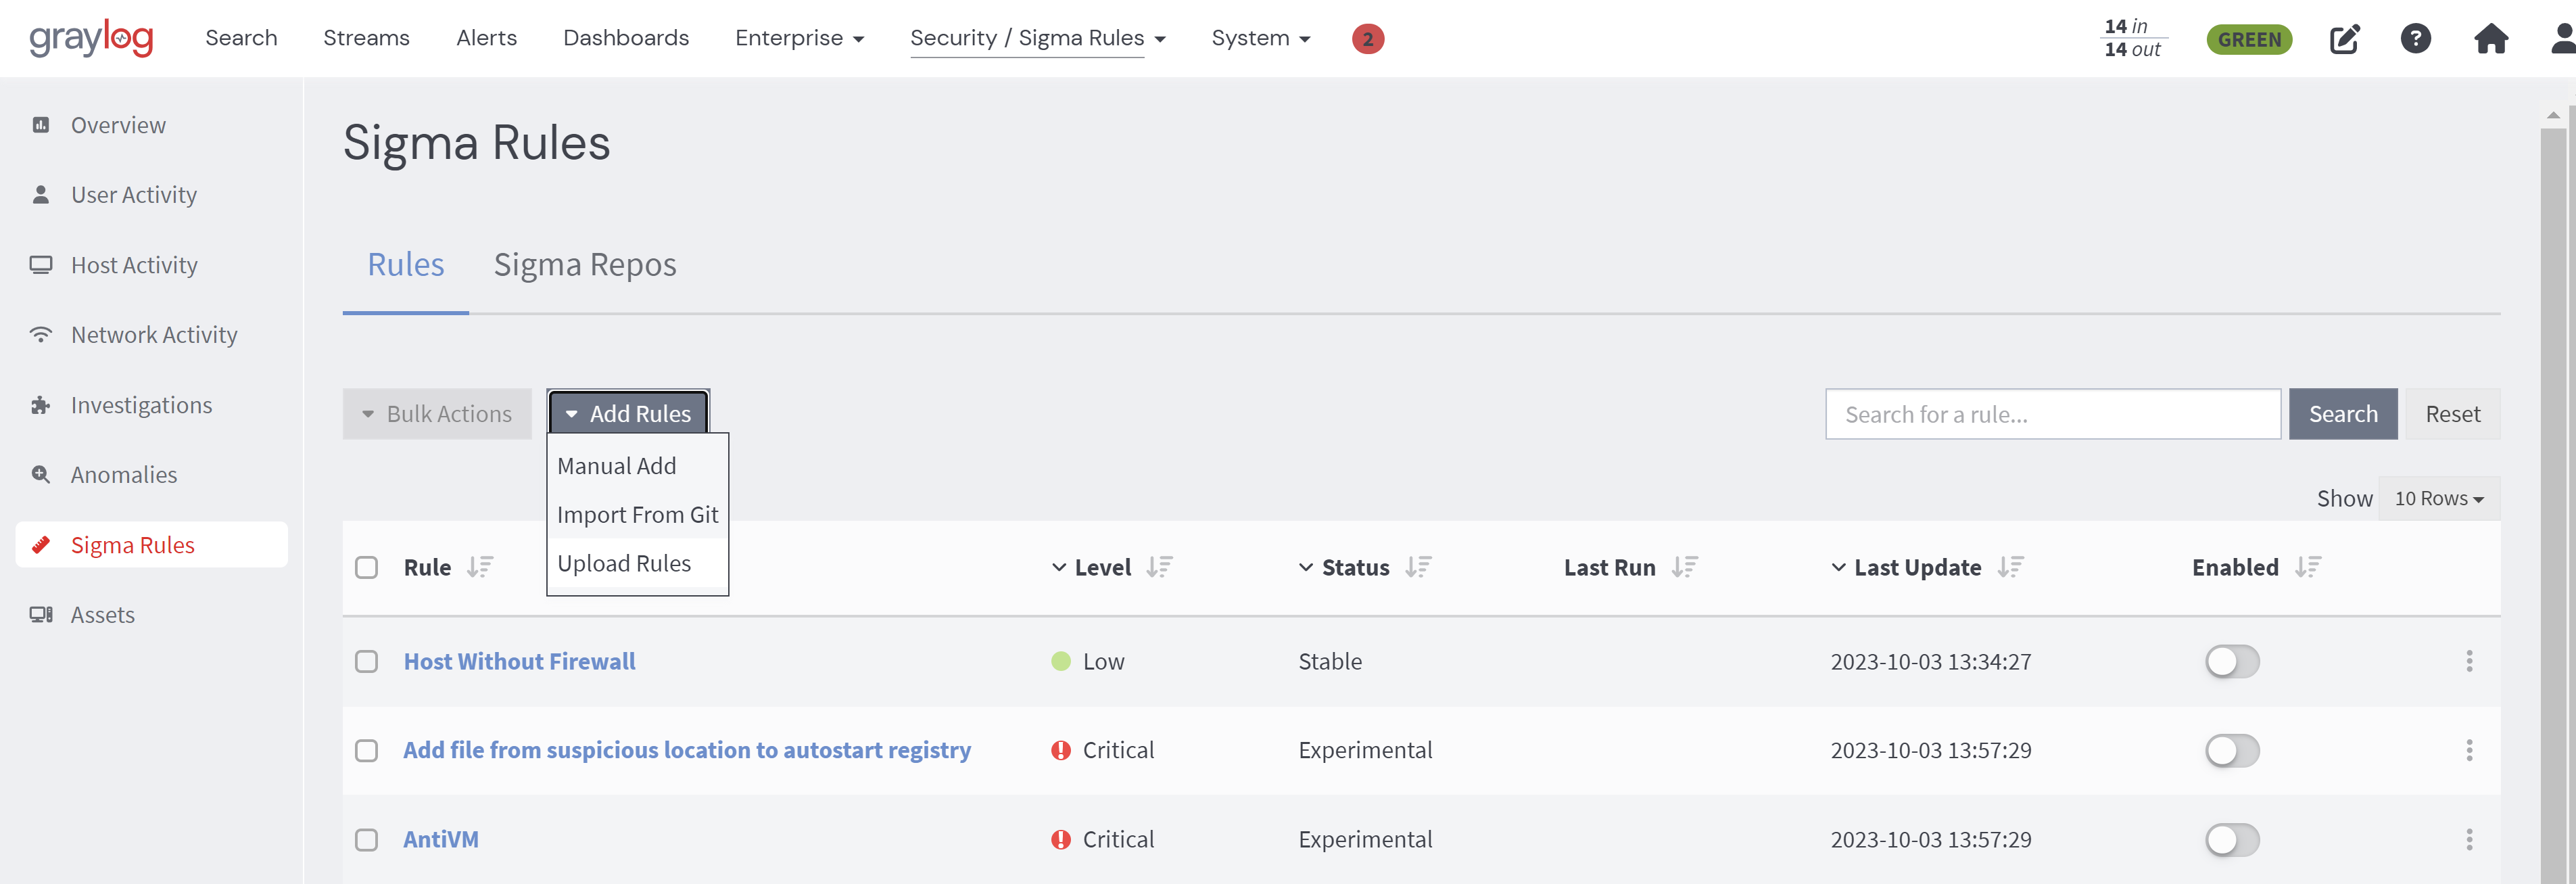 graylog
Search Streams Alerts Dashboards Enterprise Security / Sigma Rules System 2 14 in GREEN ?
14 out
Overview
User Activity
Host Activity
Network Activity
Investigations
Anomalies
Sigma Rules
Assets
Sigma Rules
Rules Sigma Repos
Bulk Actions Add Rules Search for a rule... Search Reset
Manual Add
Import From Git
Upload Rules
Show 10 Rows
Rule Level Status Last Run Last Update Enabled
Host Without Firewall Low Stable 2023-10-03 13:34:27
Add file from suspicious location to autostart registry Critical Experimental 2023-10-03 13:57:29
AntiVM Critical Experimental 2023-10-03 13:57:29